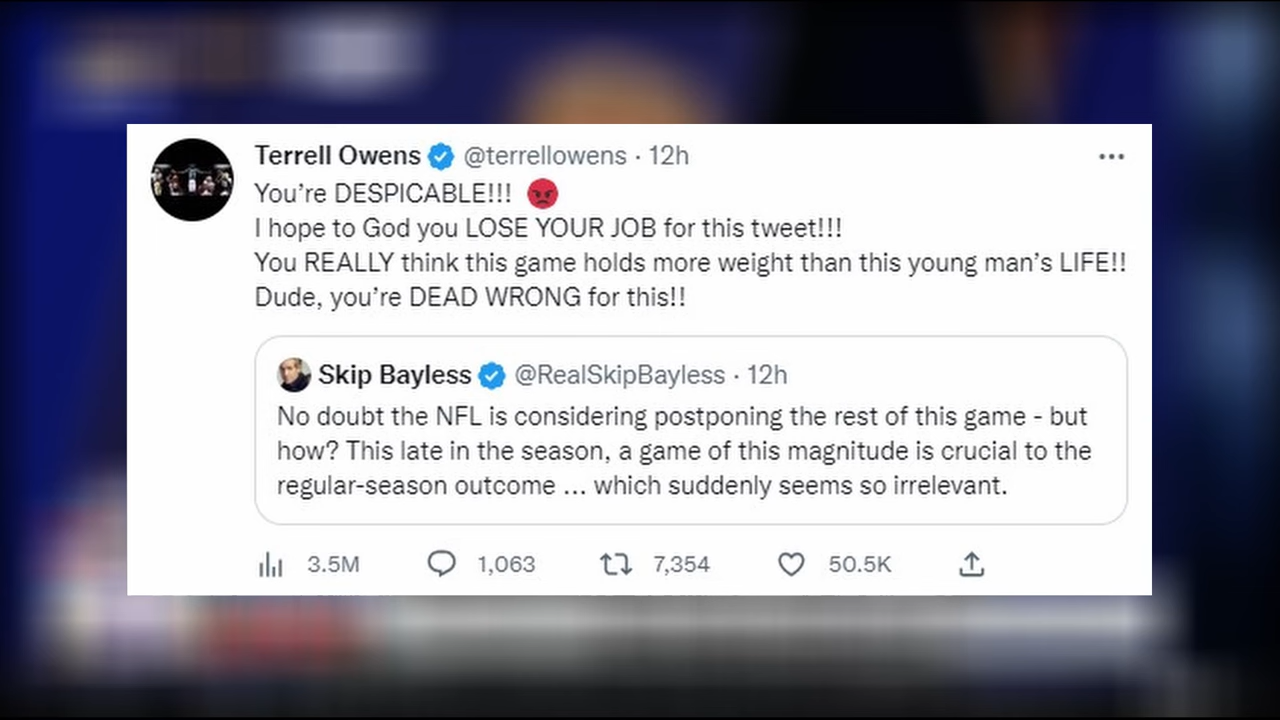 Terrell Owens @terrellowens · 12h
You're DESPICABLE!!! 😡
I hope to God you LOSE YOUR JOB for this tweet!!!
You REALLY think this game holds more weight than this young man's LIFE!!
Dude, you're DEAD WRONG for this!!
Skip Bayless @RealSkipBayless · 12h
No doubt the NFL is considering postponing the rest of this game - but
how? This late in the season, a game of this magnitude is crucial to the
regular-season outcome ... which suddenly seems so irrelevant.
3.5M 1,063 7,354 50.5K